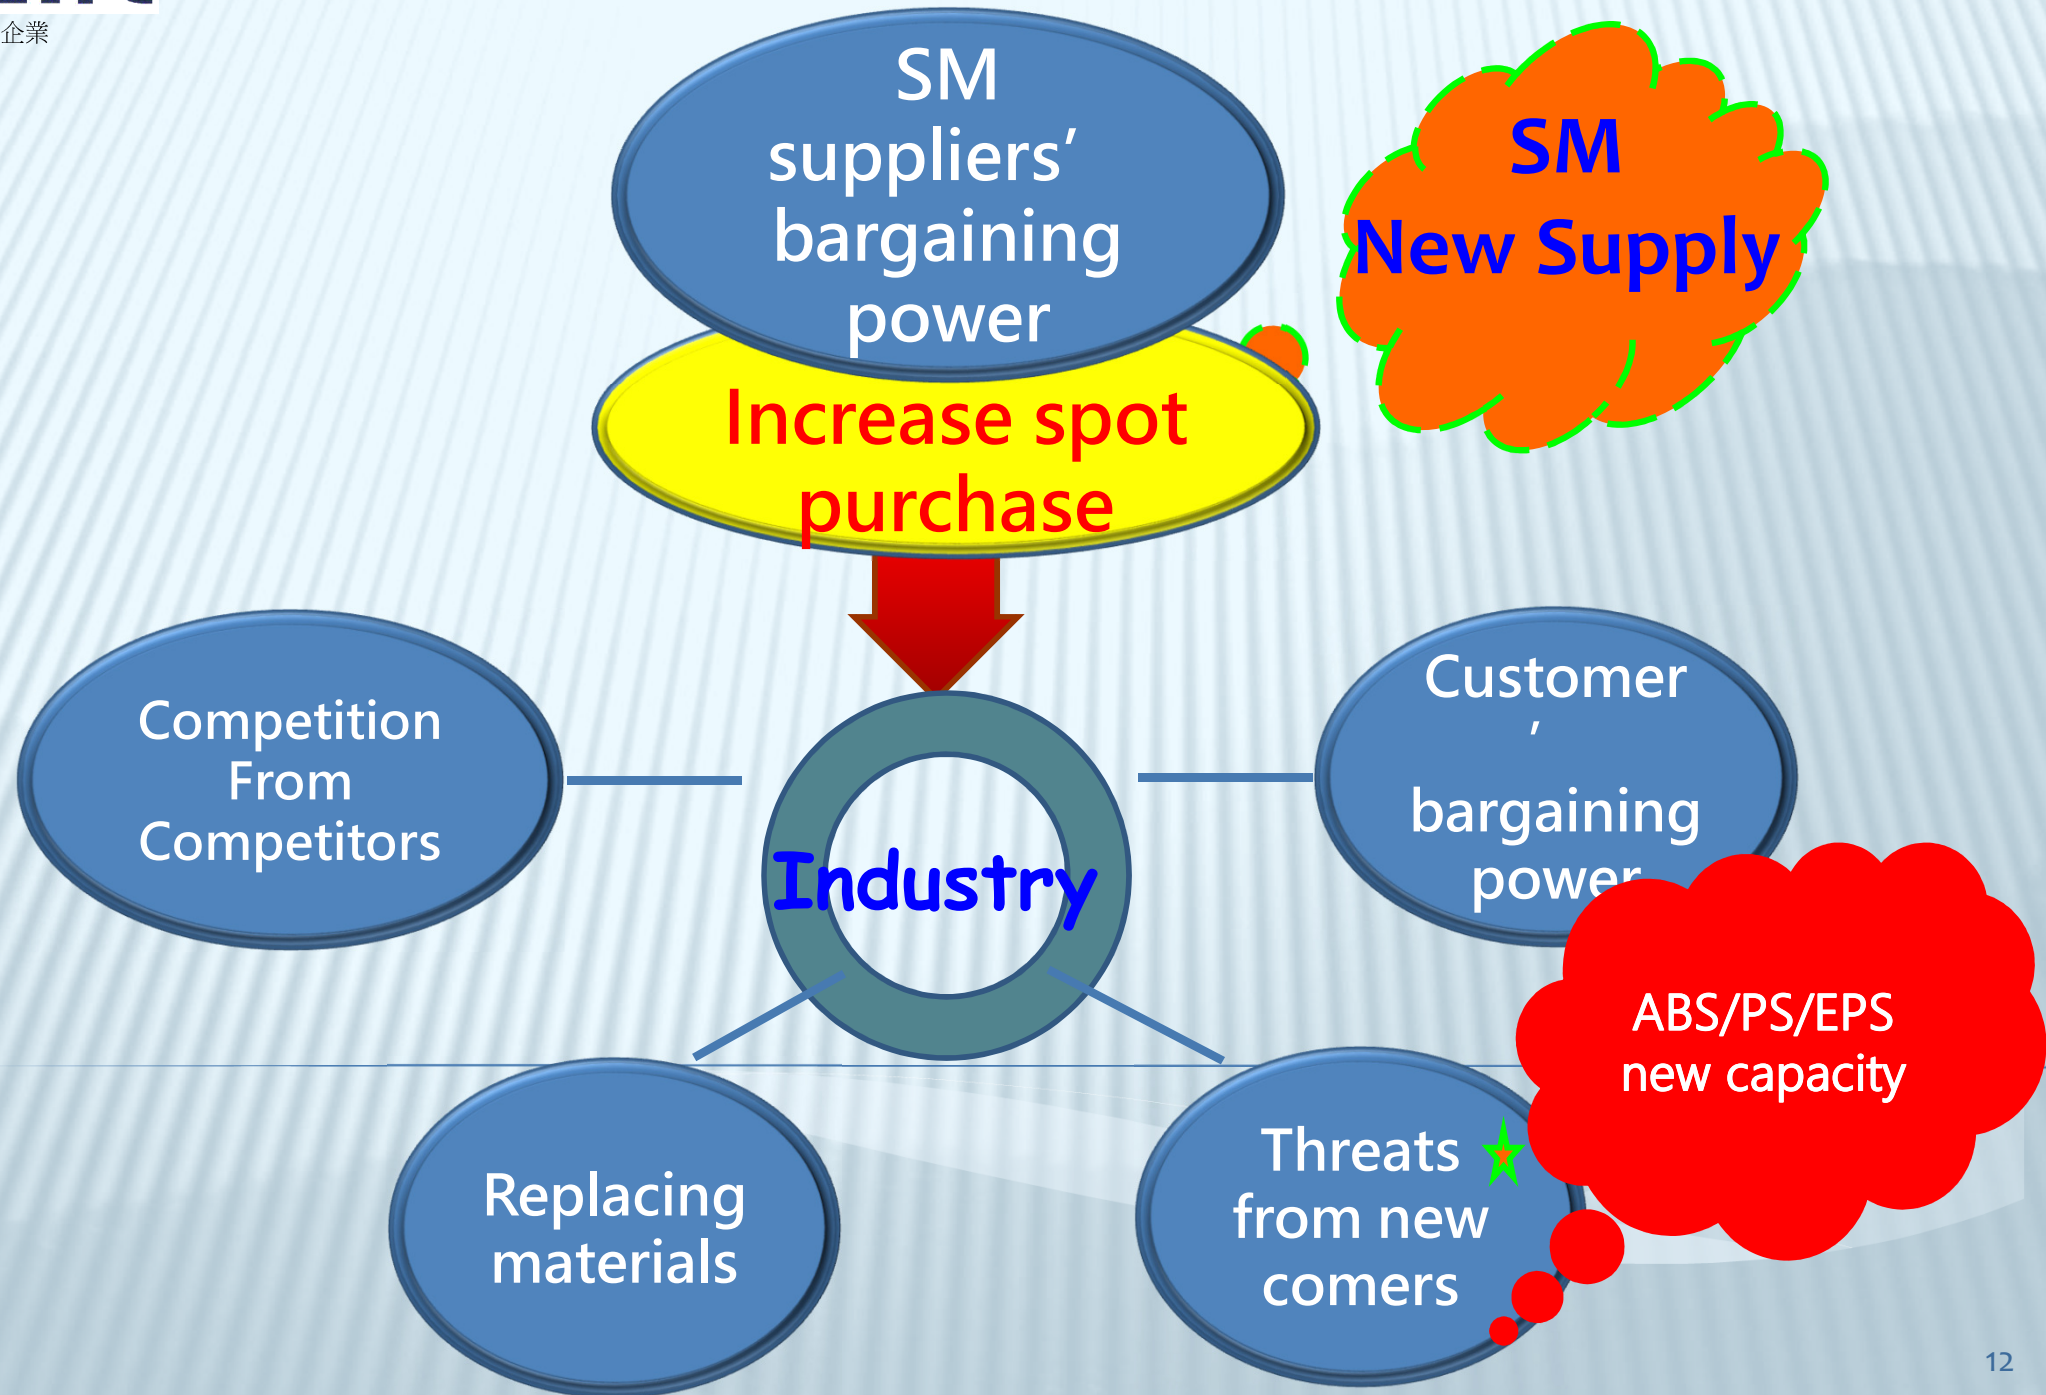 企業
SM
suppliers’
bargaining
power
SM
New Supply
Increase spot
purchase
Competition
From
Competitors
Customer
’
bargaining
power
Industry
ABS/PS/EPS
new capacity
Replacing
materials
Threats
from new
comers
12